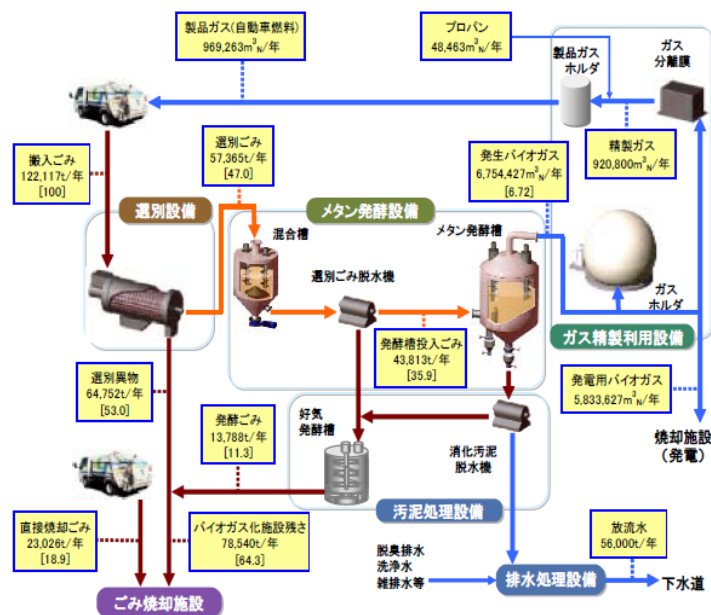 製品ガス(自動車燃料)
969,263m³N/年
プロパン
48,463m³N/年
製品ガス
ホルダ
ガス
分離膜
搬入ごみ
122,117t/年
[100]
選別ごみ
57,365t/年
[47.0]
発生バイオガス
6,754,427m³N/年
[6.72]
精製ガス
920,800m³N/年
選別設備
メタン発酵設備
混合槽
メタン発酵槽
選別ごみ脱水機
ガス
ホルダ
ガス精製利用設備
発酵槽投入ごみ
43,813t/年
[35.9]
選別異物
64,752t/年
[53.0]
発酵ごみ
13,788t/年
[11.3]
好気
発酵槽
消化汚泥
脱水機
発電用バイオガス
5,833,627m³N/年
焼却施設
(発電)
汚泥処理設備
直接焼却ごみ
23,026t/年
[18.9]
バイオガス化施設残さ
78,540t/年
[64.3]
脱臭排水
洗浄水
雑排水等
排水処理設備
放流水
56,000t/年
下水道
ごみ焼却施設